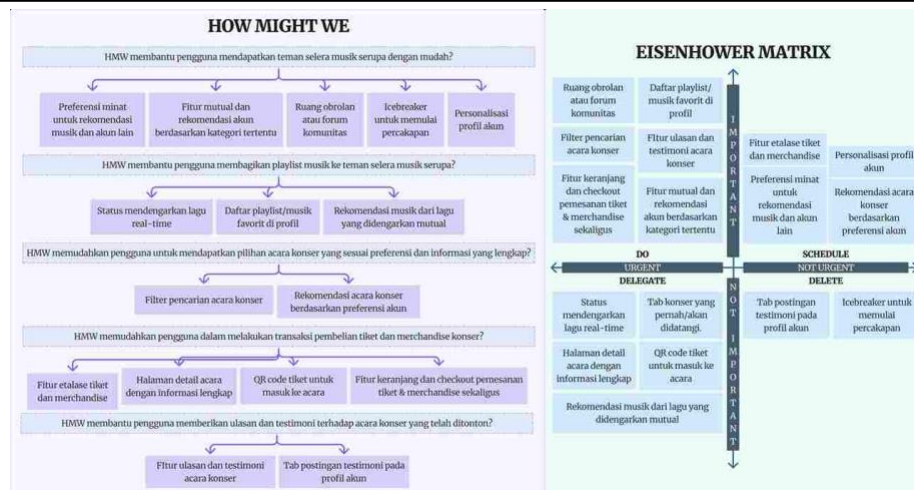 HOW MIGHT WE
HMW membantu pengguna mendapatkan teman selera musik serupa dengan mudah?
Preferensi minat
untuk rekomendasi
musik dan akun lain
Fitur mutual dan
rekomendasi akun
berdasarkan kategori tertentu
Ruang obrolan
atau forum
komunitas
Icebreaker
untuk memulai
percakapan
Personalisasi
profil akun
HMW membantu pengguna membagikan playlist musik ke teman selera musik serupa?
Status mendengarkan lagu
real-time
Daftar playlist/musik
favorit di profil
Rekomendasi musik dari lagu
yang didengarkan mutual
HMW memudahkan pengguna untuk mendapatkan pilihan acara konser yang sesuai preferensi dan informasi yang lengkap?
Filter pencarian acara konser
Rekomendasi acara konser
berdasarkan preferensi akun
HMW memudahkan pengguna dalam melakukan transaksi pembelian tiket dan merchandise konser?
Fitur etalase tiket
dan merchandise
Halaman detail acara
dengan informasi lengkap
QR code tiket untuk
masuk ke acara
Fitur keranjang dan checkout pemesanan
tiket & merchandise sekaligus
HMW membantu pengguna memberikan ulasan dan testimoni terhadap acara konser yang telah ditonton?
FItur ulasan dan testimoni
acara konser
Tab postingan testimoni pada
profil akun
EISENHOWER MATRIX
Ruang obrolan
atau forum
komunitas
Daftar playlist/
musik favorit di
profil
Filter pencarian
acara konser
FItur ulasan dan
testimoni acara
konser
Fitur keranjang
dan checkout
pemesanan tiket
& merchandise
sekaligus
Fitur mutual dan
rekomendasi
akun berdasarkan
kategori tertentu
IMPORTANT
Fitur etalase tiket
dan merchandise
Personalisasi profil
akun
Preferensi minat
untuk
rekomendasi
musik dan akun
lain
Rekomendasi acara
konser
berdasarkan
preferensi akun
DO
SCHEDULE
URGENT
NOT URGENT
DELEGATE
DELETE
Status
mendengarkan
lagu real-time
Tab konser yang
pernah/akan
didatangi.
Halaman detail
acara dengan
informasi lengkap
QR code tiket
untuk masuk ke
acara
Rekomendasi musik dari lagu yang
didengarkan mutual
NOT IMPORTANT
Tab postingan
testimoni pada
profil akun
Icebreaker untuk
memulai
percakapan